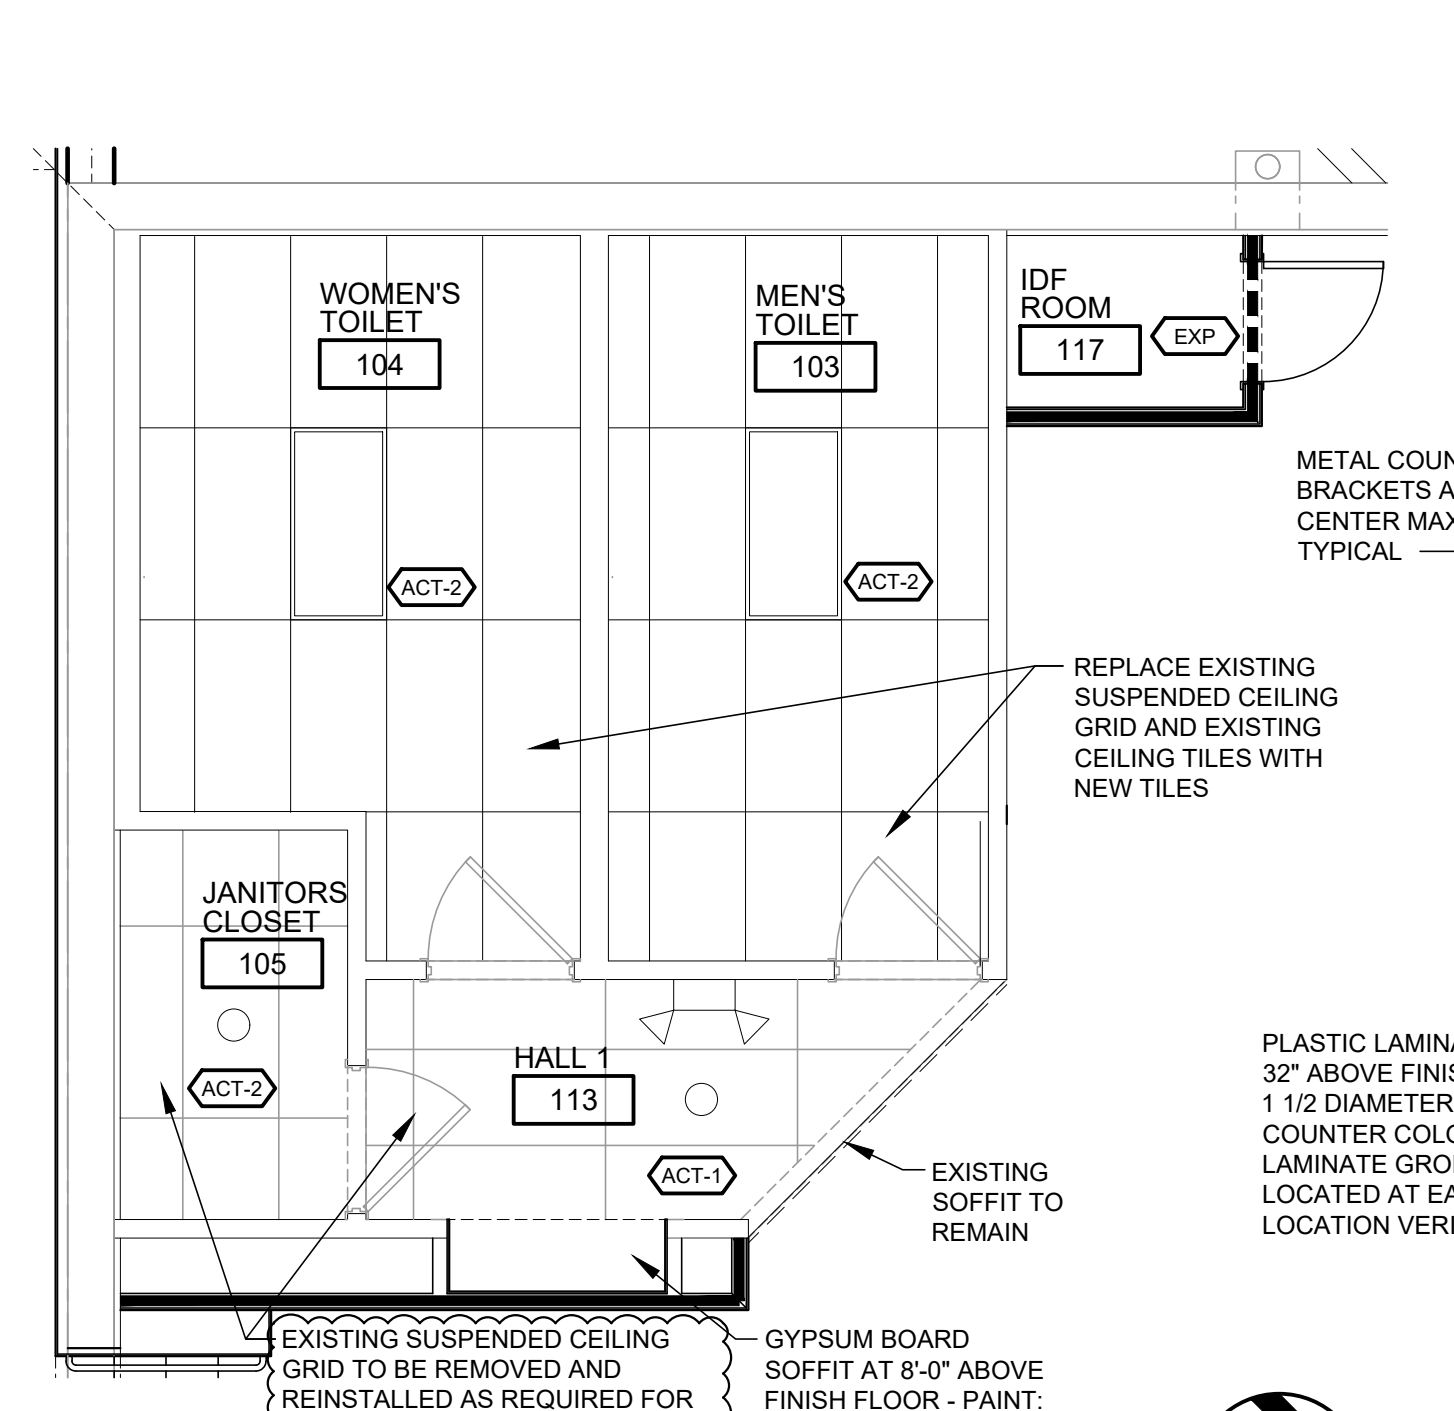 WOMEN'S
TOILET
104
MEN'S
TOILET
103
IDF
ROOM
117
EXP
METAL COUN
BRACKETS A
CENTER MAX
TYPICAL
ACT-2
ACT-2
REPLACE EXISTING
SUSPENDED CEILING
GRID AND EXISTING
CEILING TILES WITH
NEW TILES
JANITORS
CLOSET
105
ACT-2
HALL 1
113
ACT-1
EXISTING
SOFFIT TO
REMAIN
PLASTIC LAMINA
32" ABOVE FINIS
1 1/2 DIAMETER
COUNTER COLO
LAMINATE GRO
LOCATED AT EA
LOCATION VERI
EXISTING SUSPENDED CEILING
GRID TO BE REMOVED AND
REINSTALLED AS REQUIRED FOR
GYPSUM BOARD
SOFFIT AT 8'-0" ABOVE
FINISH FLOOR - PAINT: